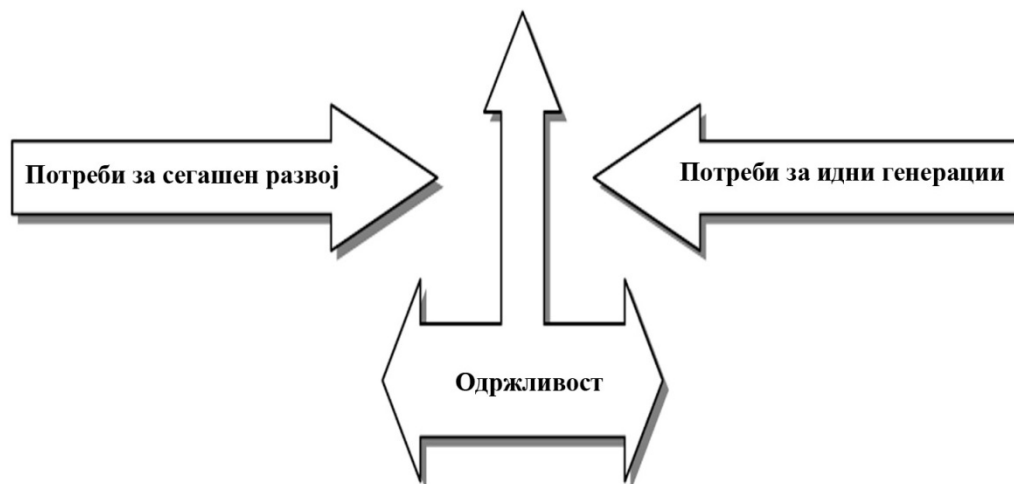 Потреби за сегашен развој
Потреби за идни генерации
Одржливост